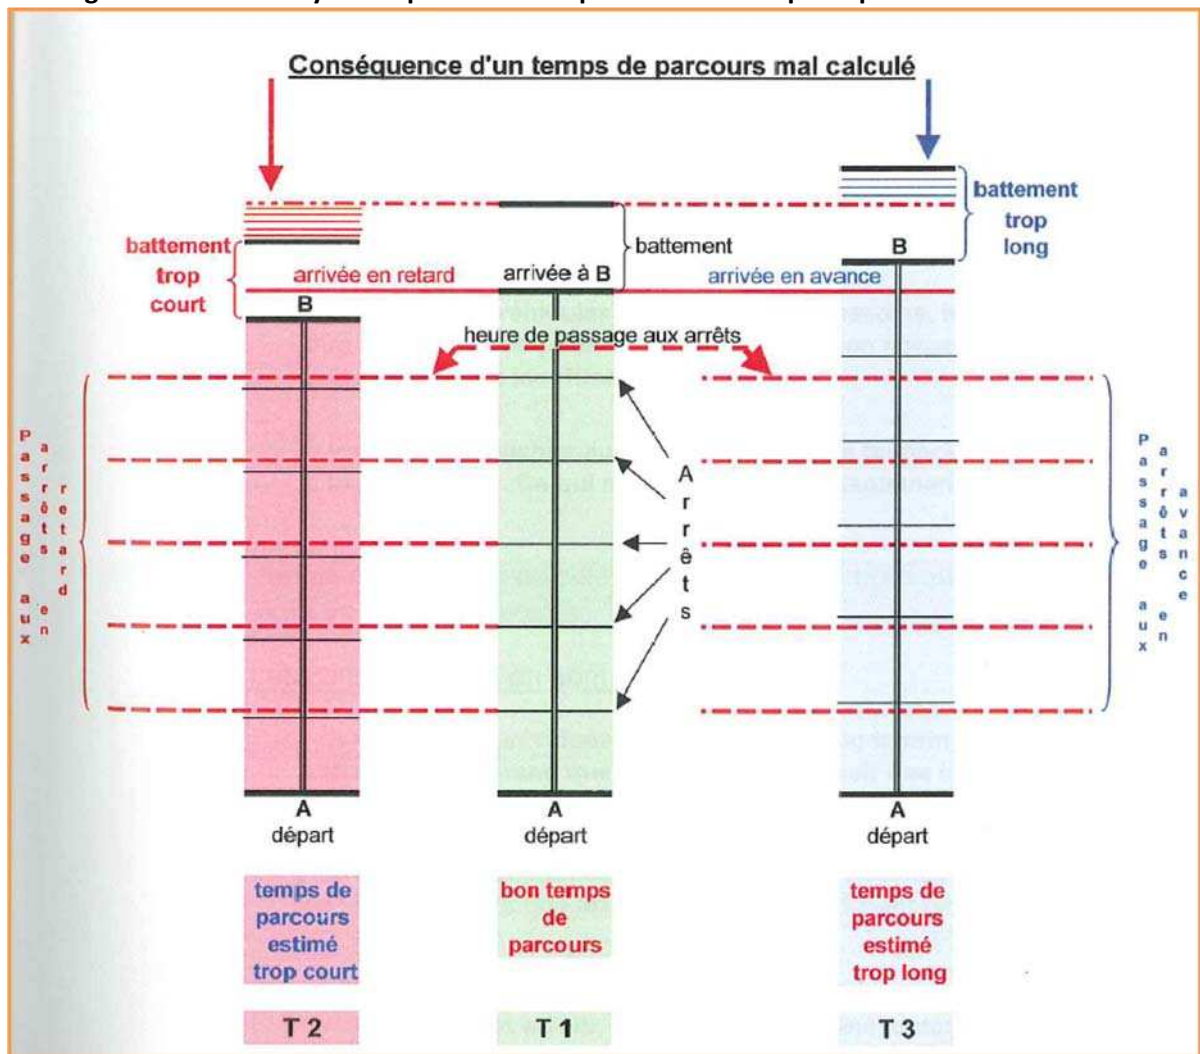 Conséquence d'un temps de parcours mal calculé
battement
trop
court
arrivée en retard
B
arrivée à B
battement
arrivée en avance
B
battement
trop
long
heure de passage aux arrêts
Passage aux
arrêts en
retard
Arrêts
Passage aux
arrêts en
avance
A
départ
A
départ
A
départ
temps de
parcours
estimé
trop court
bon temps
de
parcours
temps de
parcours
estimé
trop long
T 2
T 1
T 3